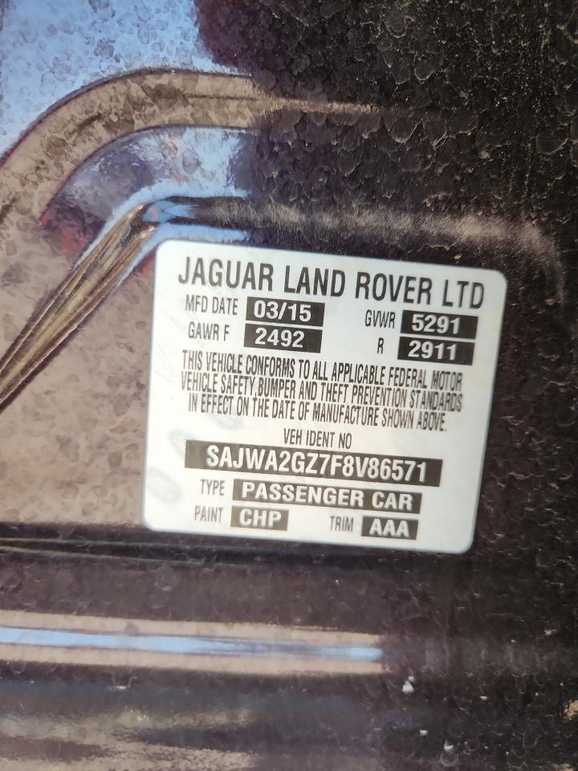 JAGUAR LAND ROVER LTD
MFD DATE 03/15 GVWR 5291
GAWR F 2492 R 2911
THIS VEHICLE CONFORMS TO ALL APPLICABLE FEDERAL MOTOR
VEHICLE SAFETY,BUMPER AND THEFT PREVENTION STANDARDS
IN EFFECT ON THE DATE OF MANUFACTURE SHOWN ABOVE.
VEH IDENT NO
SAJWA2GZ7F8V86571
TYPE PASSENGER CAR
PAINT CHP TRIM AAA